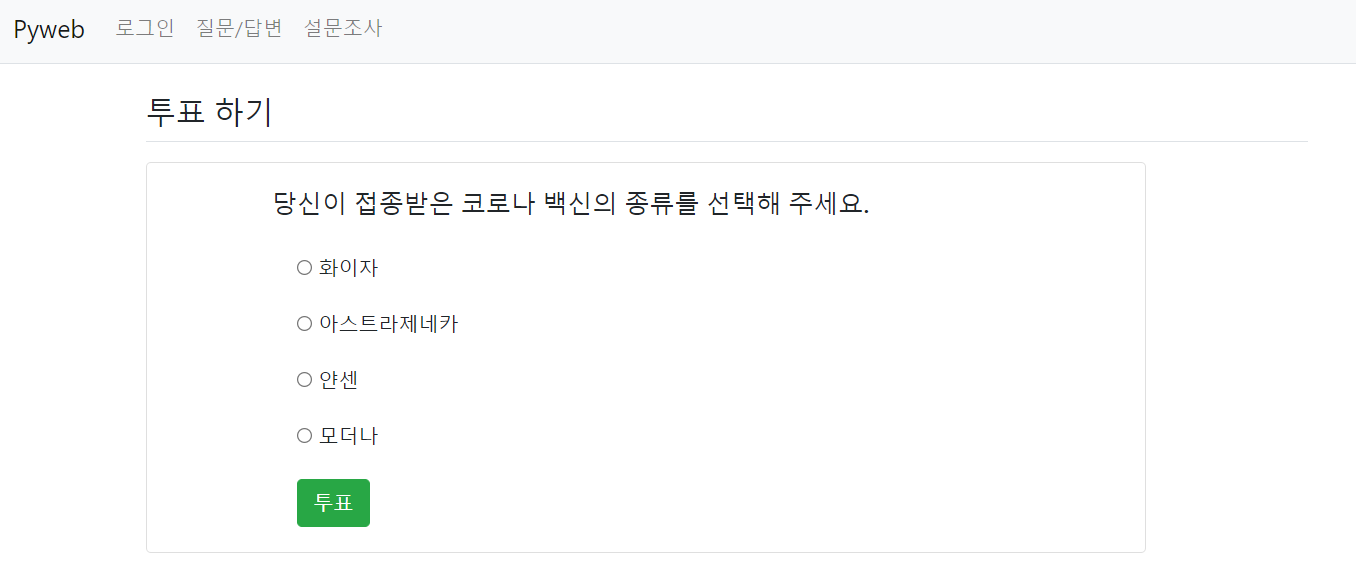 Pyweb 로그인 질문/답변 설문조사
투표 하기
당신이 접종받은 코로나 백신의 종류를 선택해 주세요.
화이자
아스트라제네카
얀센
모더나
투표